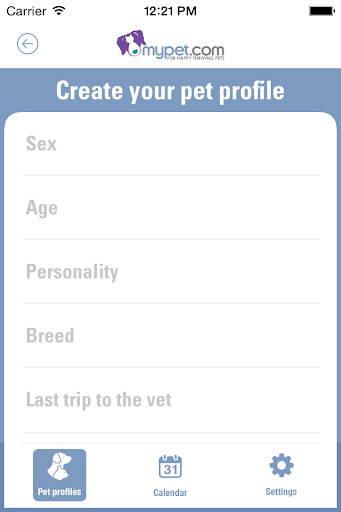 Carrier 12:21 PM
mypet.com
FOR HAPPY THRIVING PETS
Create your pet profile
Sex
Age
Personality
Breed
Last trip to the vet
31
Pet profiles Calendar Settings